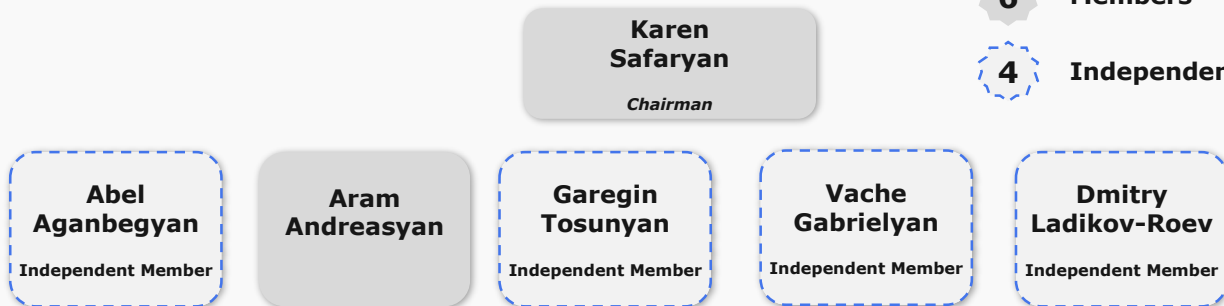 Members
Karen
Safaryan
Chairman
4
Abel
Aganbegyan
Independent Member
Aram
Andreasyan
Garegin
Tosunyan
Independent Member
Vache
Gabrielyan
Independent Member
Dmitry
Ladikov-Roev
Independent Member